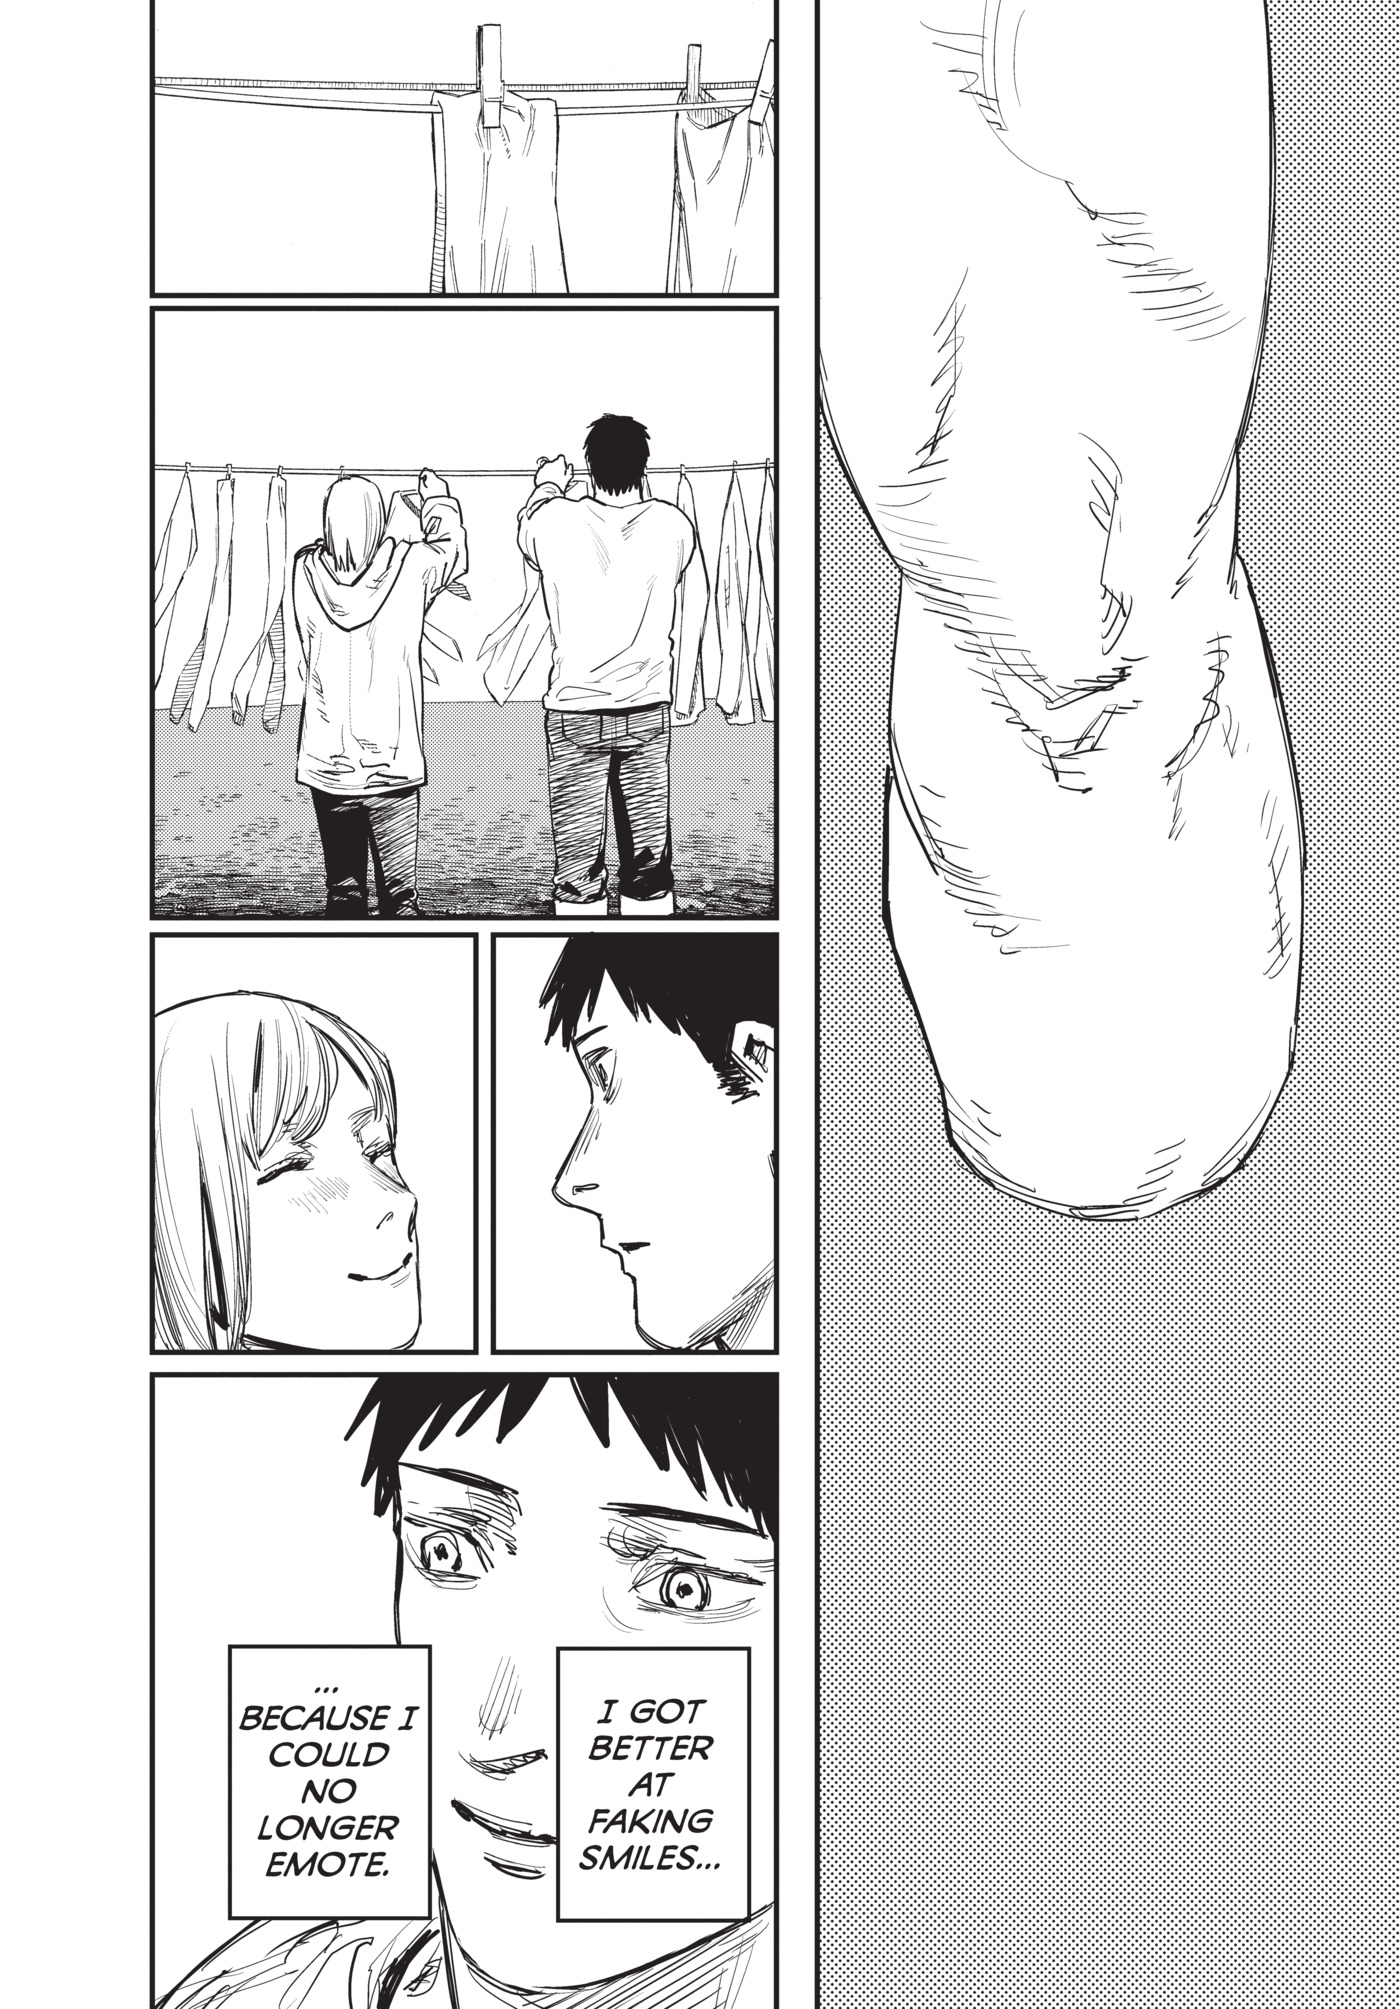 I GOT
BETTER
AT
FAKING
SMILES...
...
BECAUSE I
COULD
NO
LONGER
EMOTE.